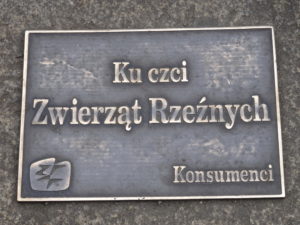 Ku czci
Zwierząt Rzeźnych
Konsumenci